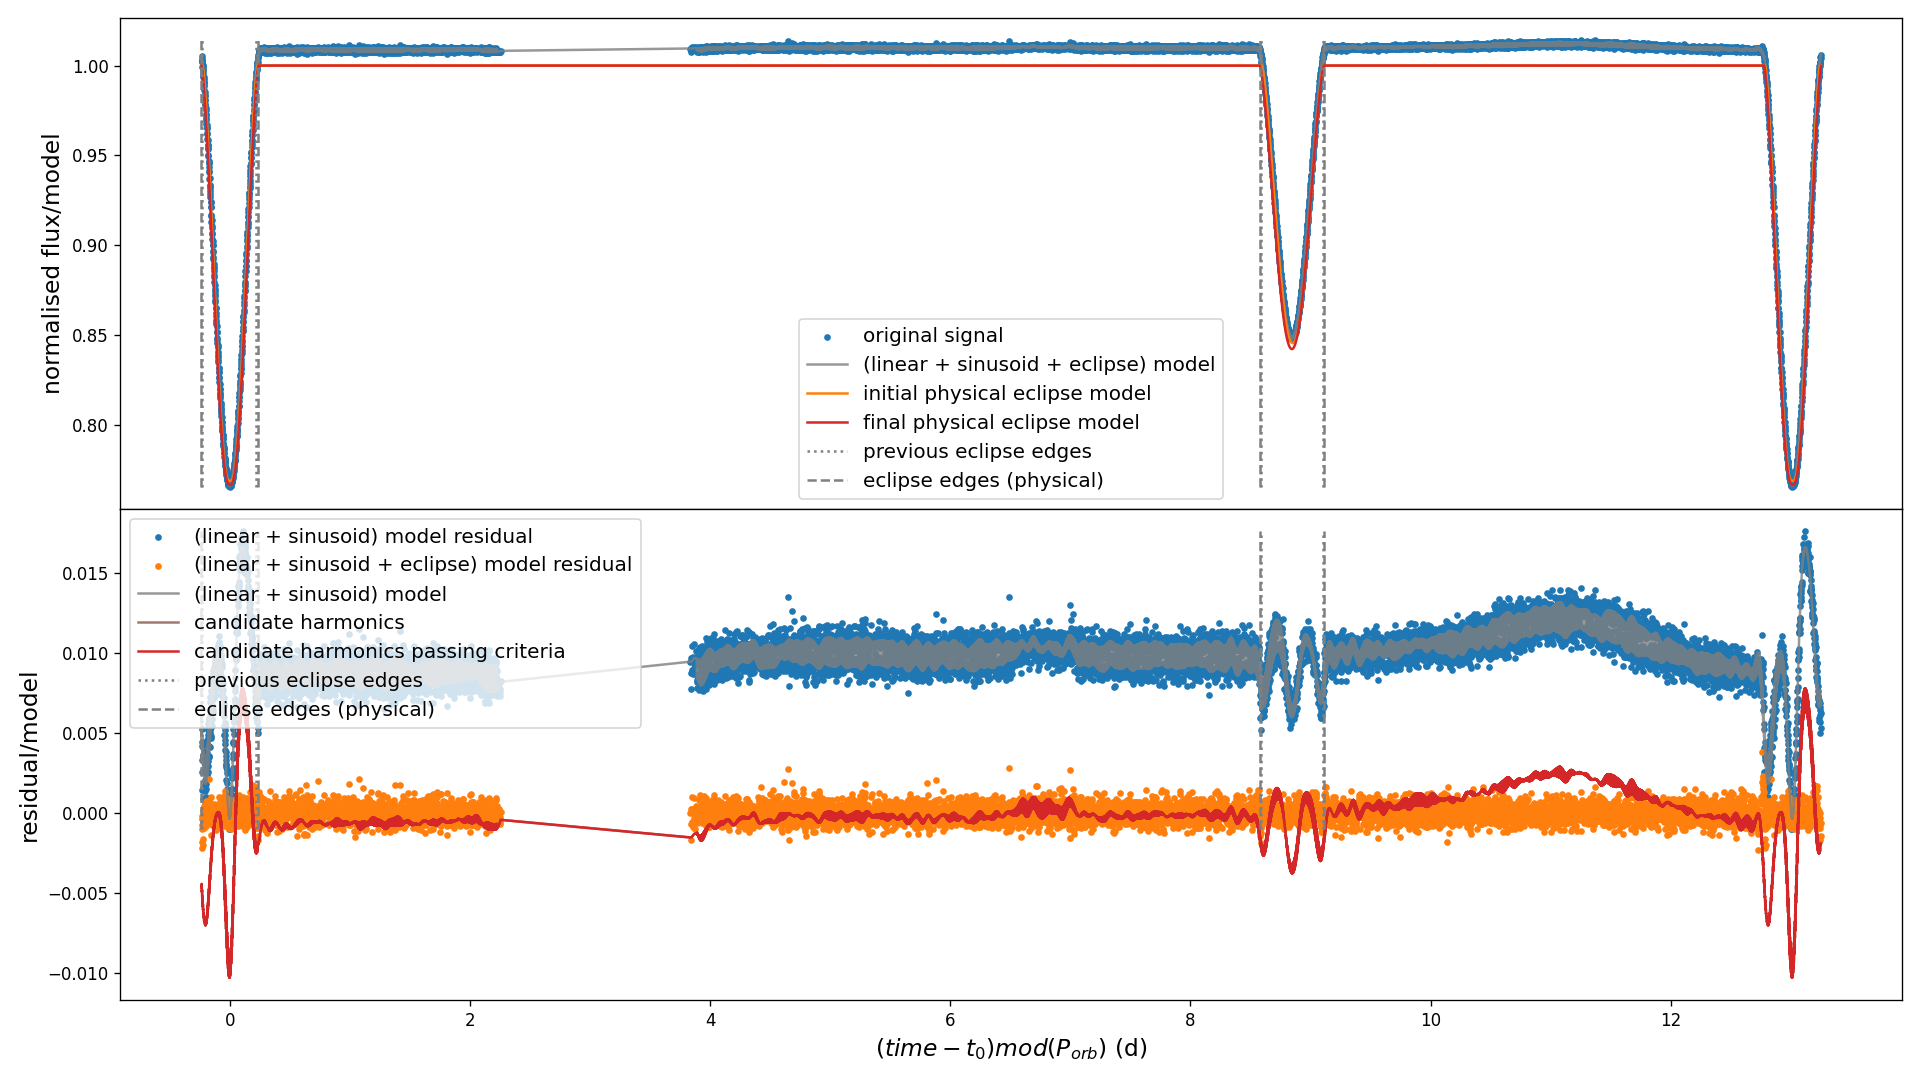 normalised flux/model
1.00
0.95
0.90
0.85
0.80
original signal
(linear + sinusoid + eclipse) model
initial physical eclipse model
final physical eclipse model
previous eclipse edges
eclipse edges (physical)
residual/model
0.015
0.010
0.005
0.000
−0.005
−0.010
(linear + sinusoid) model residual
(linear + sinusoid + eclipse) model residual
(linear + sinusoid) model
candidate harmonics
candidate harmonics passing criteria
previous eclipse edges
eclipse edges (physical)
0 2 4 6 8 10 12
(time − t₀)mod(Pₒᵣb) (d)